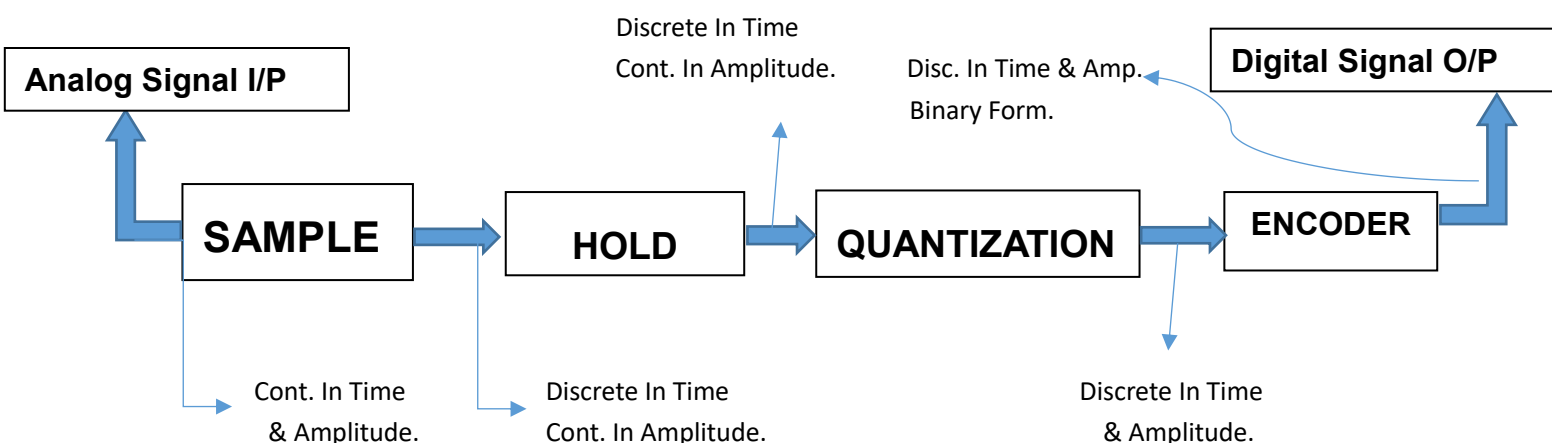 Discrete In Time
Cont. In Amplitude.
Analog Signal I/P
Disc. In Time & Amp.
Binary Form.
Digital Signal O/P
SAMPLE
HOLD
QUANTIZATION
ENCODER
Cont. In Time
& Amplitude.
Discrete In Time
Cont. In Amplitude.
Discrete In Time
& Amplitude.